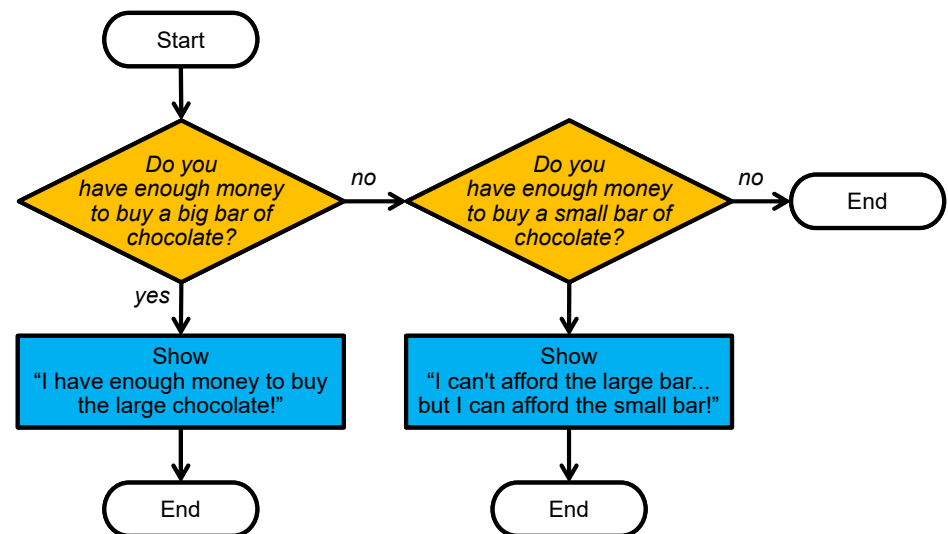 Start
Do you
have enough money
to buy a big bar of
chocolate?
no
Do you
have enough money
to buy a small bar of
chocolate?
no
End
yes
Show
“I have enough money to buy
the large chocolate!”
Show
“I can't afford the large bar...
but I can afford the small bar!”
End
End